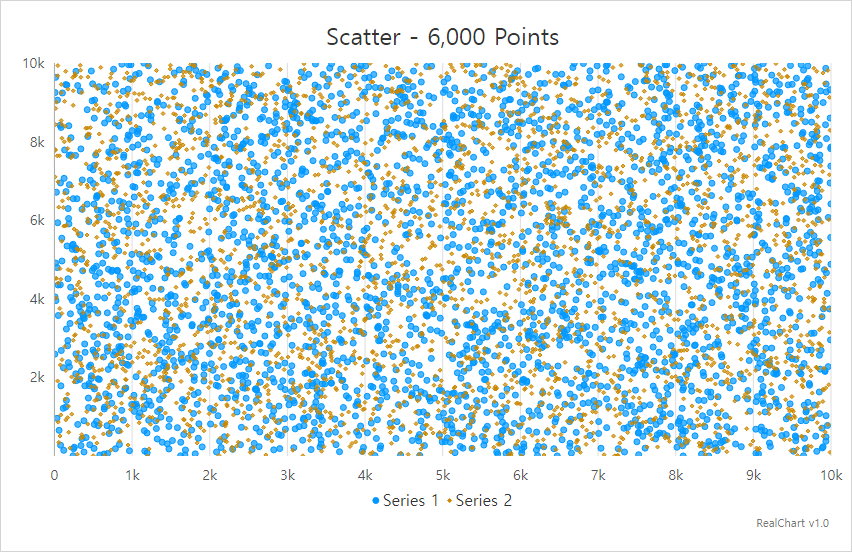 Scatter - 6,000 Points
10k
8k
6k
4k
2k
0 1k 2k 3k 4k 5k 6k 7k 8k 9k 10k
Series 1 Series 2
RealChart v1.0